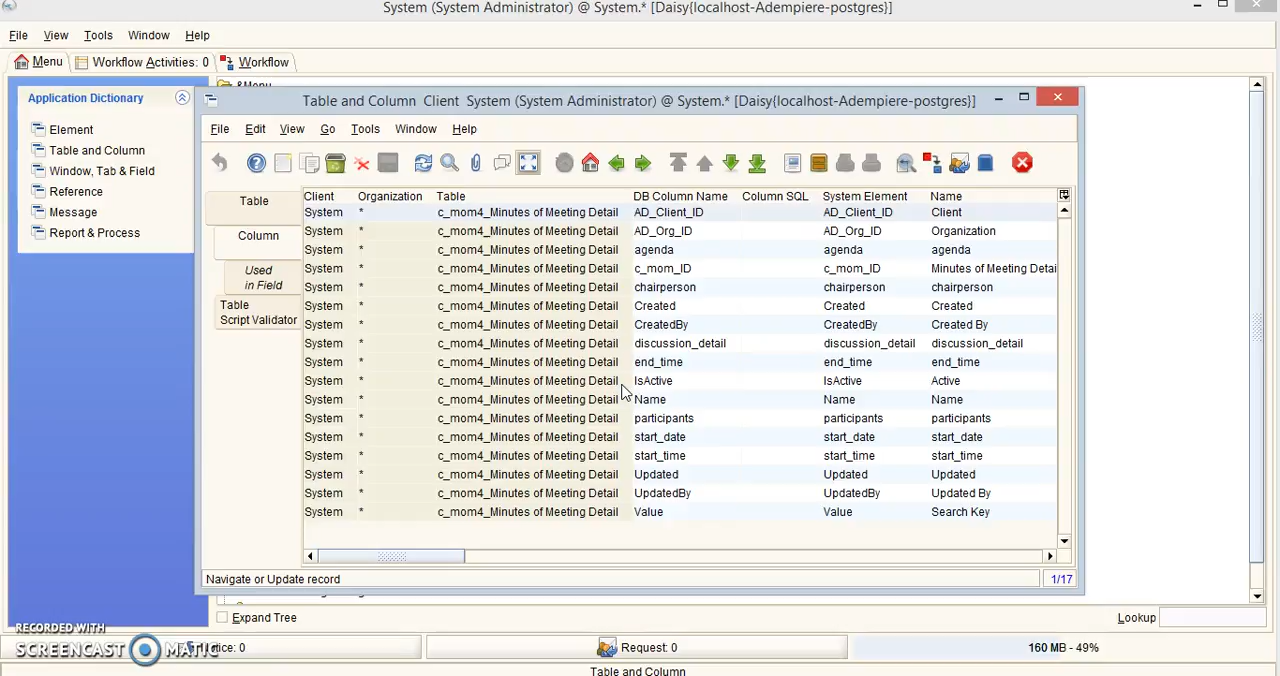 System (System Administrator) @ System.* [Daisy{localhost-Adempiere-postgres}]
File View Tools Window Help
Menu Workflow Activities: 0 Workflow
&Menu
Application Dictionary
Element
Table and Column
Window, Tab & Field
Reference
Message
Report & Process
Table and Column Client System (System Administrator) @ System.* [Daisy{localhost-Adempiere-postgres}]
File Edit View Go Tools Window Help
Table
Column
Used
in Field
Table
Script Validator
Client Organization Table DB Column Name Column SQL System Element Name
System * c_mom4_Minutes of Meeting Detail AD_Client_ID AD_Client_ID Client
System * c_mom4_Minutes of Meeting Detail AD_Org_ID AD_Org_ID Organization
System * c_mom4_Minutes of Meeting Detail agenda agenda agenda
System * c_mom4_Minutes of Meeting Detail c_mom_ID c_mom_ID Minutes of Meeting Detai
System * c_mom4_Minutes of Meeting Detail chairperson chairperson chairperson
System * c_mom4_Minutes of Meeting Detail Created Created Created
System * c_mom4_Minutes of Meeting Detail CreatedBy CreatedBy Created By
System * c_mom4_Minutes of Meeting Detail discussion_detail discussion_detail discussion_detail
System * c_mom4_Minutes of Meeting Detail end_time end_time end_time
System * c_mom4_Minutes of Meeting Detail IsActive IsActive Active
System * c_mom4_Minutes of Meeting Detail Name Name Name
System * c_mom4_Minutes of Meeting Detail participants participants participants
System * c_mom4_Minutes of Meeting Detail start_date start_date start_date
System * c_mom4_Minutes of Meeting Detail start_time start_time start_time
System * c_mom4_Minutes of Meeting Detail Updated Updated Updated
System * c_mom4_Minutes of Meeting Detail UpdatedBy UpdatedBy Updated By
System * c_mom4_Minutes of Meeting Detail Value Value Search Key
Navigate or Update record 1/17
Expand Tree Lookup
RECORDED WITH
SCREENCAST MATIC
otice: 0 Request: 0 160 MB - 49%
Table and Column